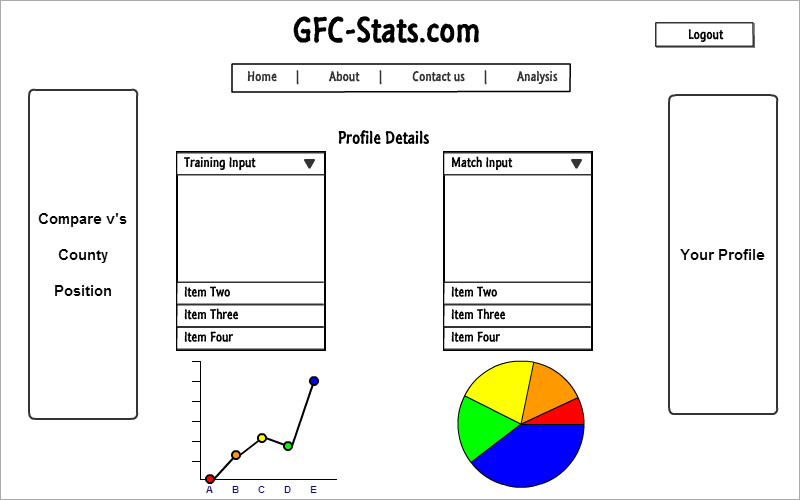 GFC-Stats.com
Logout
Home | About | Contact us | Analysis
Profile Details
Training Input
Match Input
Compare v's
County
Position
Your Profile
Item Two
Item Three
Item Four
Item Two
Item Three
Item Four
A B C D E